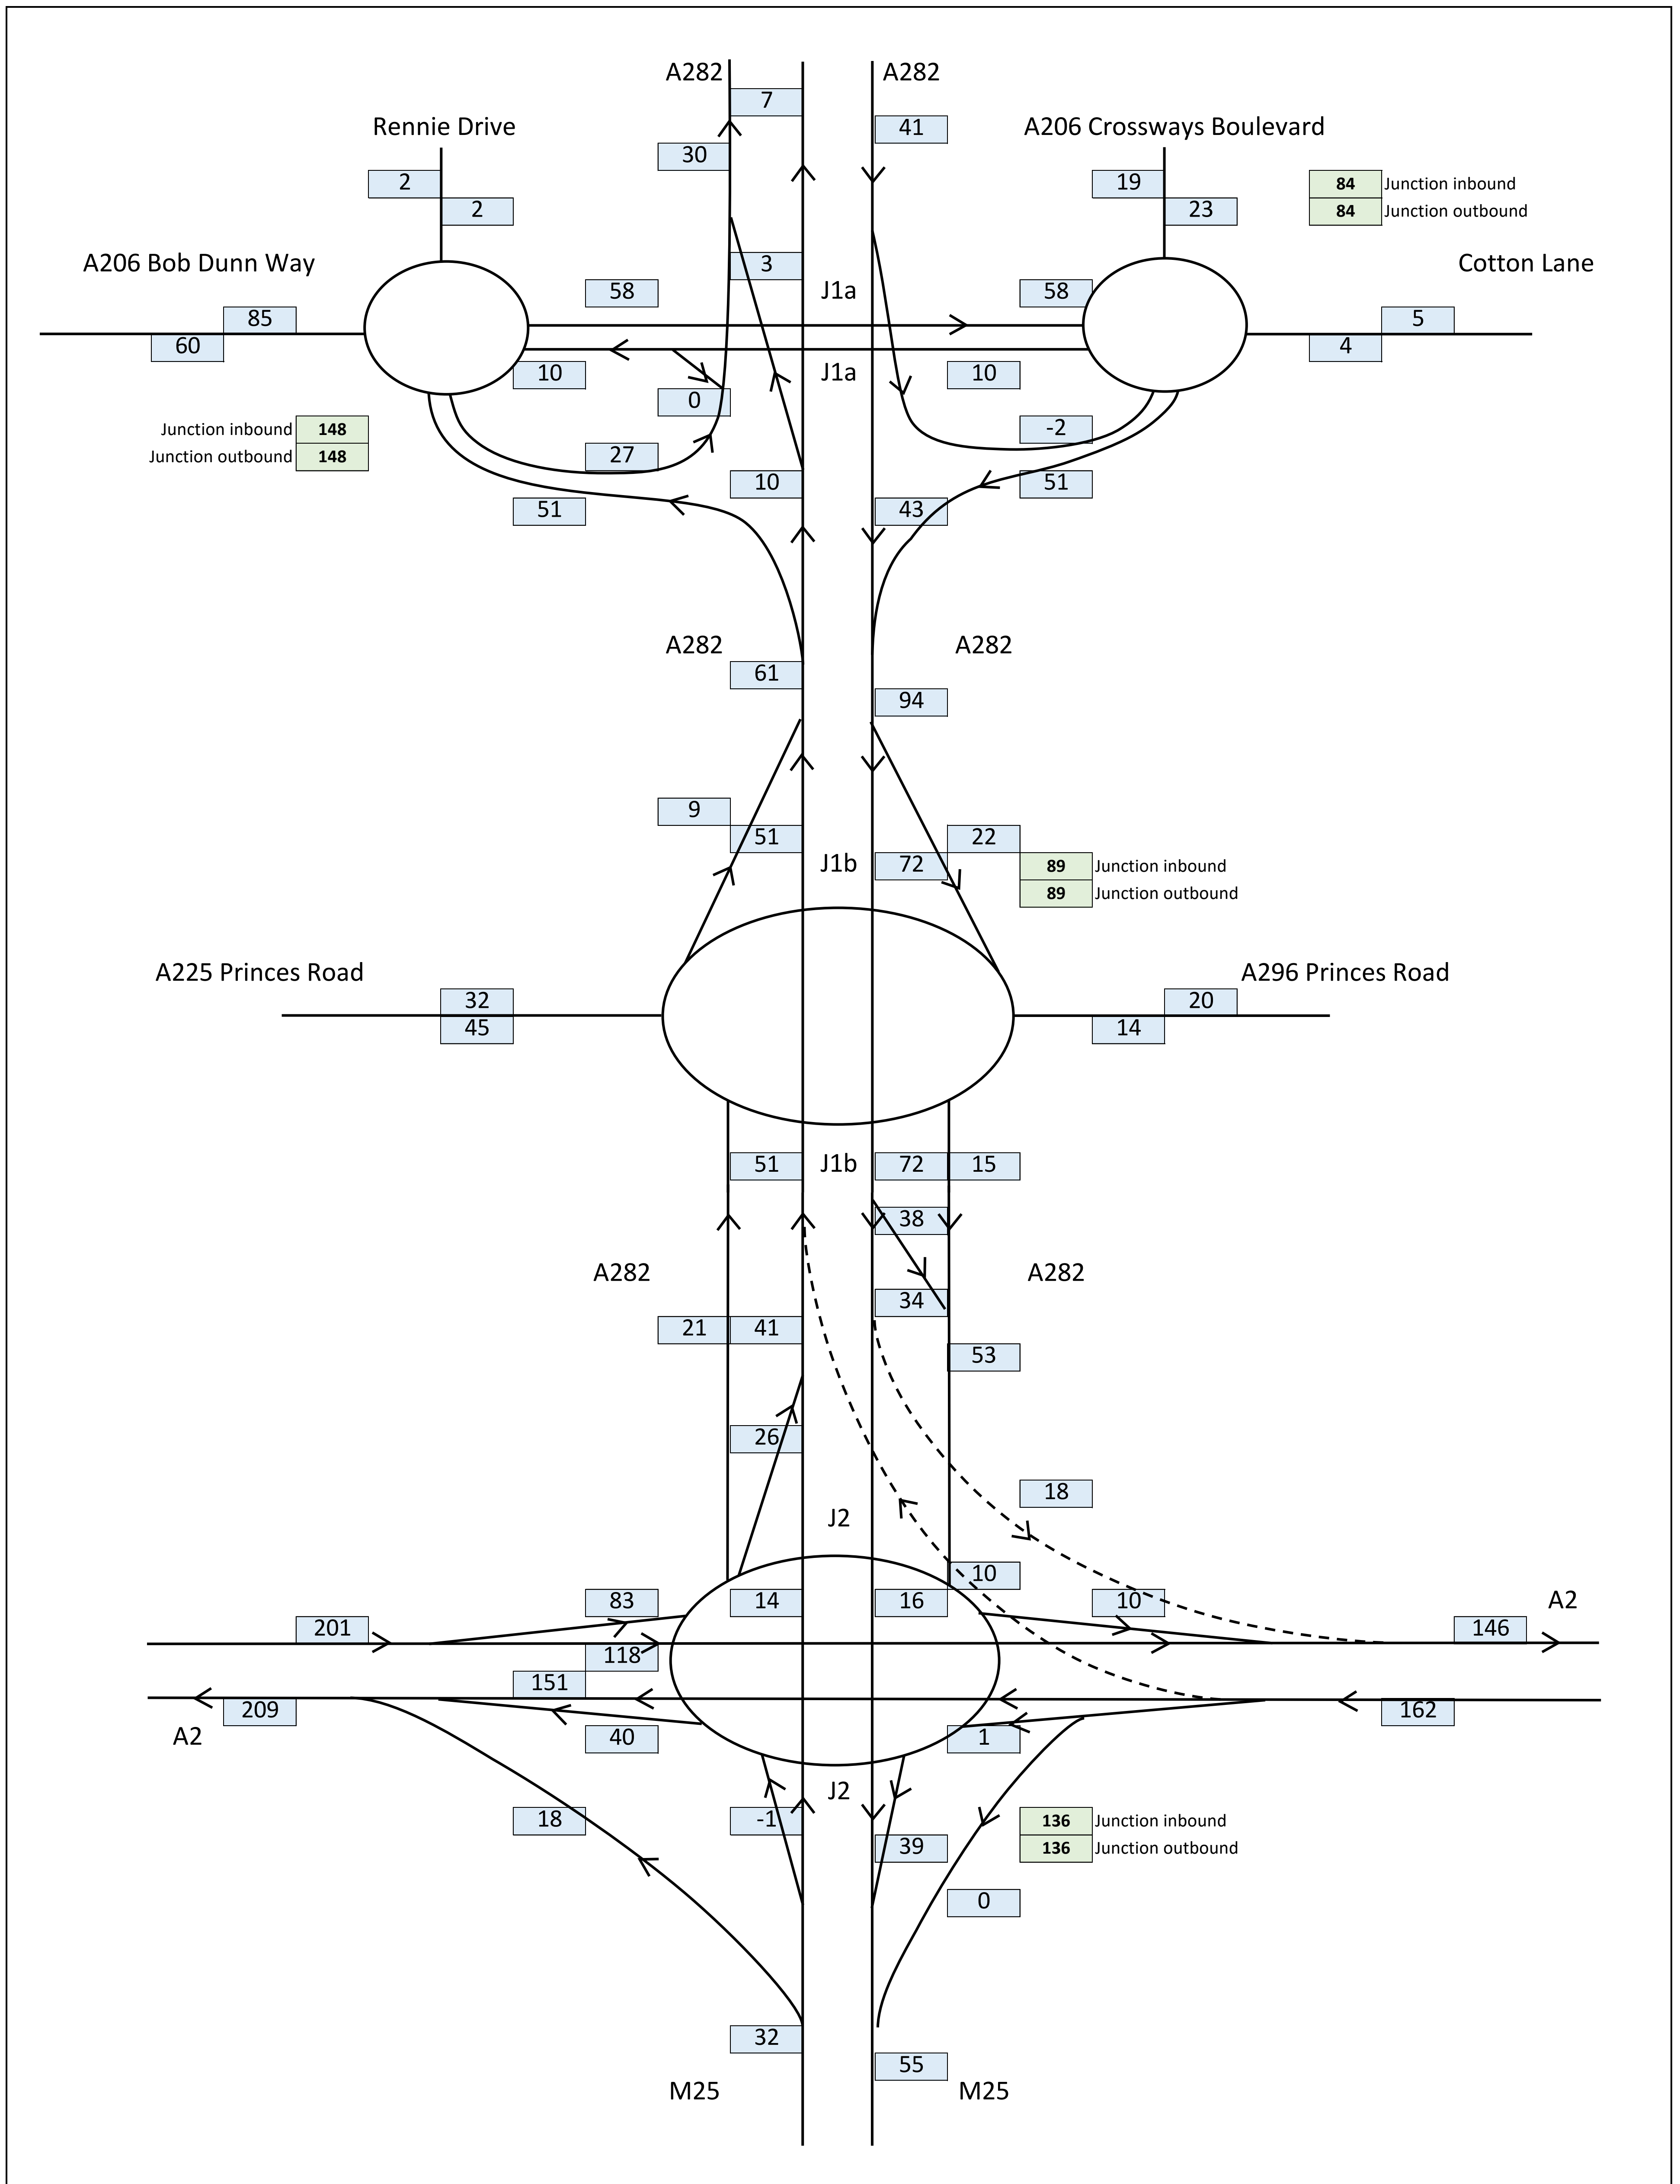 A282
A282
7
41
Rennie Drive
A206 Crossways Boulevard
30
2
19
84 Junction inbound
2
23
84 Junction outbound
A206 Bob Dunn Way
3
Cotton Lane
58
J1a
58
85
5
60
4
10
J1a
10
0
Junction inbound 148
-2
Junction outbound 148
27
10
51
51
43
A282
A282
61
94
9
51
22
J1b
72
89 Junction inbound
89 Junction outbound
A225 Princes Road
A296 Princes Road
32
20
45
14
51
J1b
72
15
38
A282
A282
34
21
41
53
26
18
J2
10
83
14
16
10
A2
201
146
118
151
209
162
A2
40
1
J2
18
-1
136 Junction inbound
39
136 Junction outbound
0
32
55
M25
M25